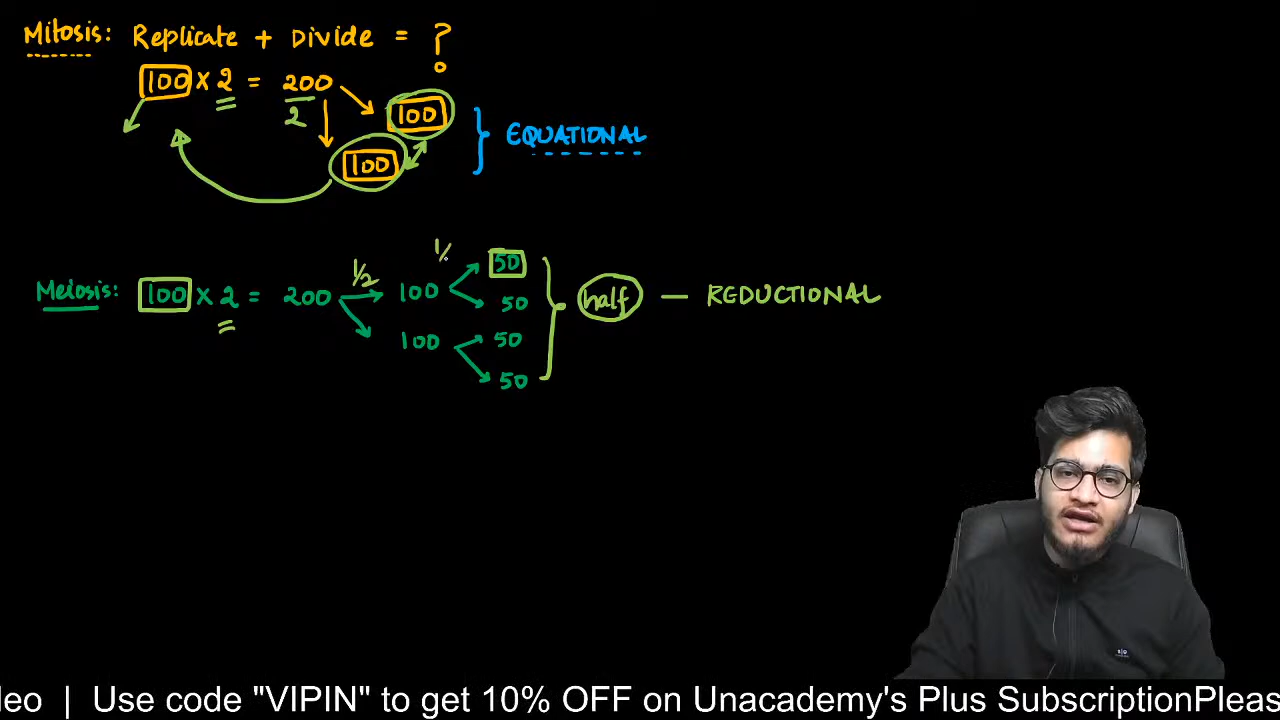 Mitosis: Replicate + Divide = ?
100 x 2 = 200
2
100
100
EQUATIONAL
Meiosis: 100 x 2 = 200
1/2
100
100
1/
50
50
50
50
half — REDUCTIONAL
leo | Use code "VIPIN" to get 10% OFF on Unacademy's Plus SubscriptionPleas